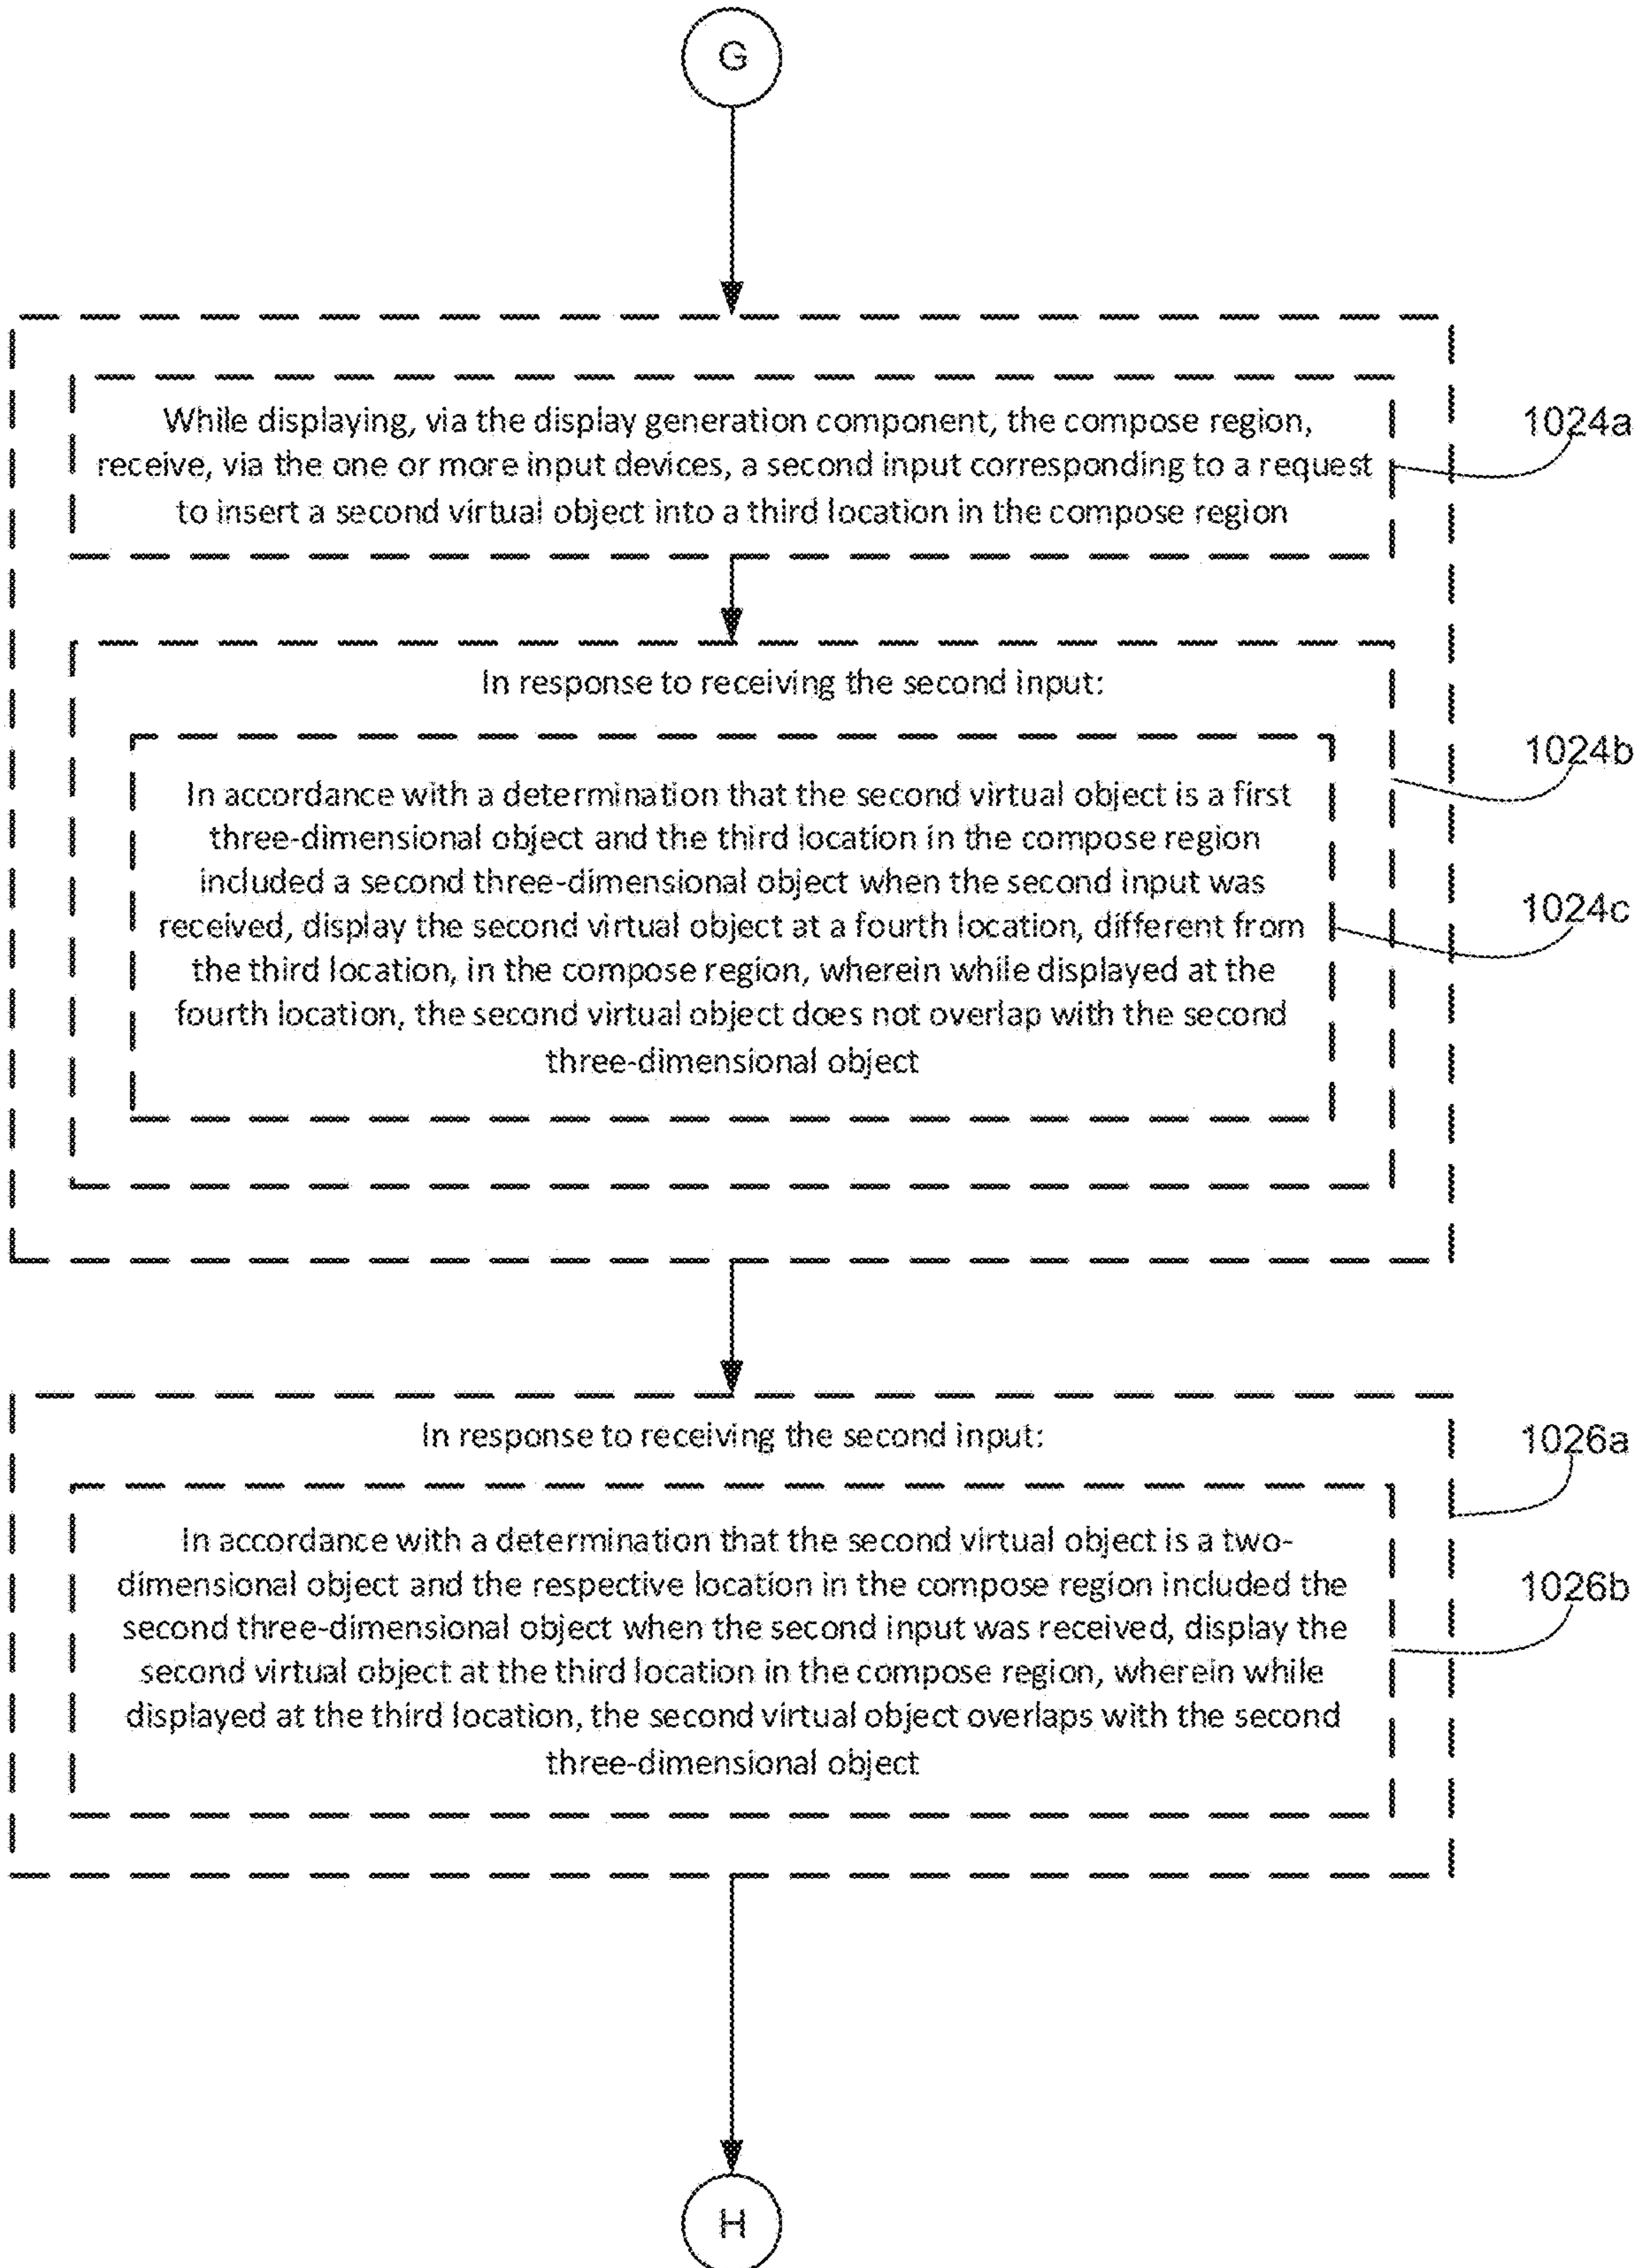 G
While displaying, via the display generation component, the compose region,
receive, via the one or more input devices, a second input corresponding to a request
to insert a second virtual object into a third location in the compose region
1024a
In response to receiving the second input:
1024b
In accordance with a determination that the second virtual object is a first
three-dimensional object and the third location in the compose region
included a second three-dimensional object when the second input was
received, display the second virtual object at a fourth location, different from
the third location, in the compose region, wherein while displayed at the
fourth location, the second virtual object does not overlap with the second
three-dimensional object
1024c
In response to receiving the second input:
1026a
In accordance with a determination that the second virtual object is a two-
dimensional object and the respective location in the compose region included the
second three-dimensional object when the second input was received, display the
second virtual object at the third location in the compose region, wherein while
displayed at the third location, the second virtual object overlaps with the second
three-dimensional object
1026b
H